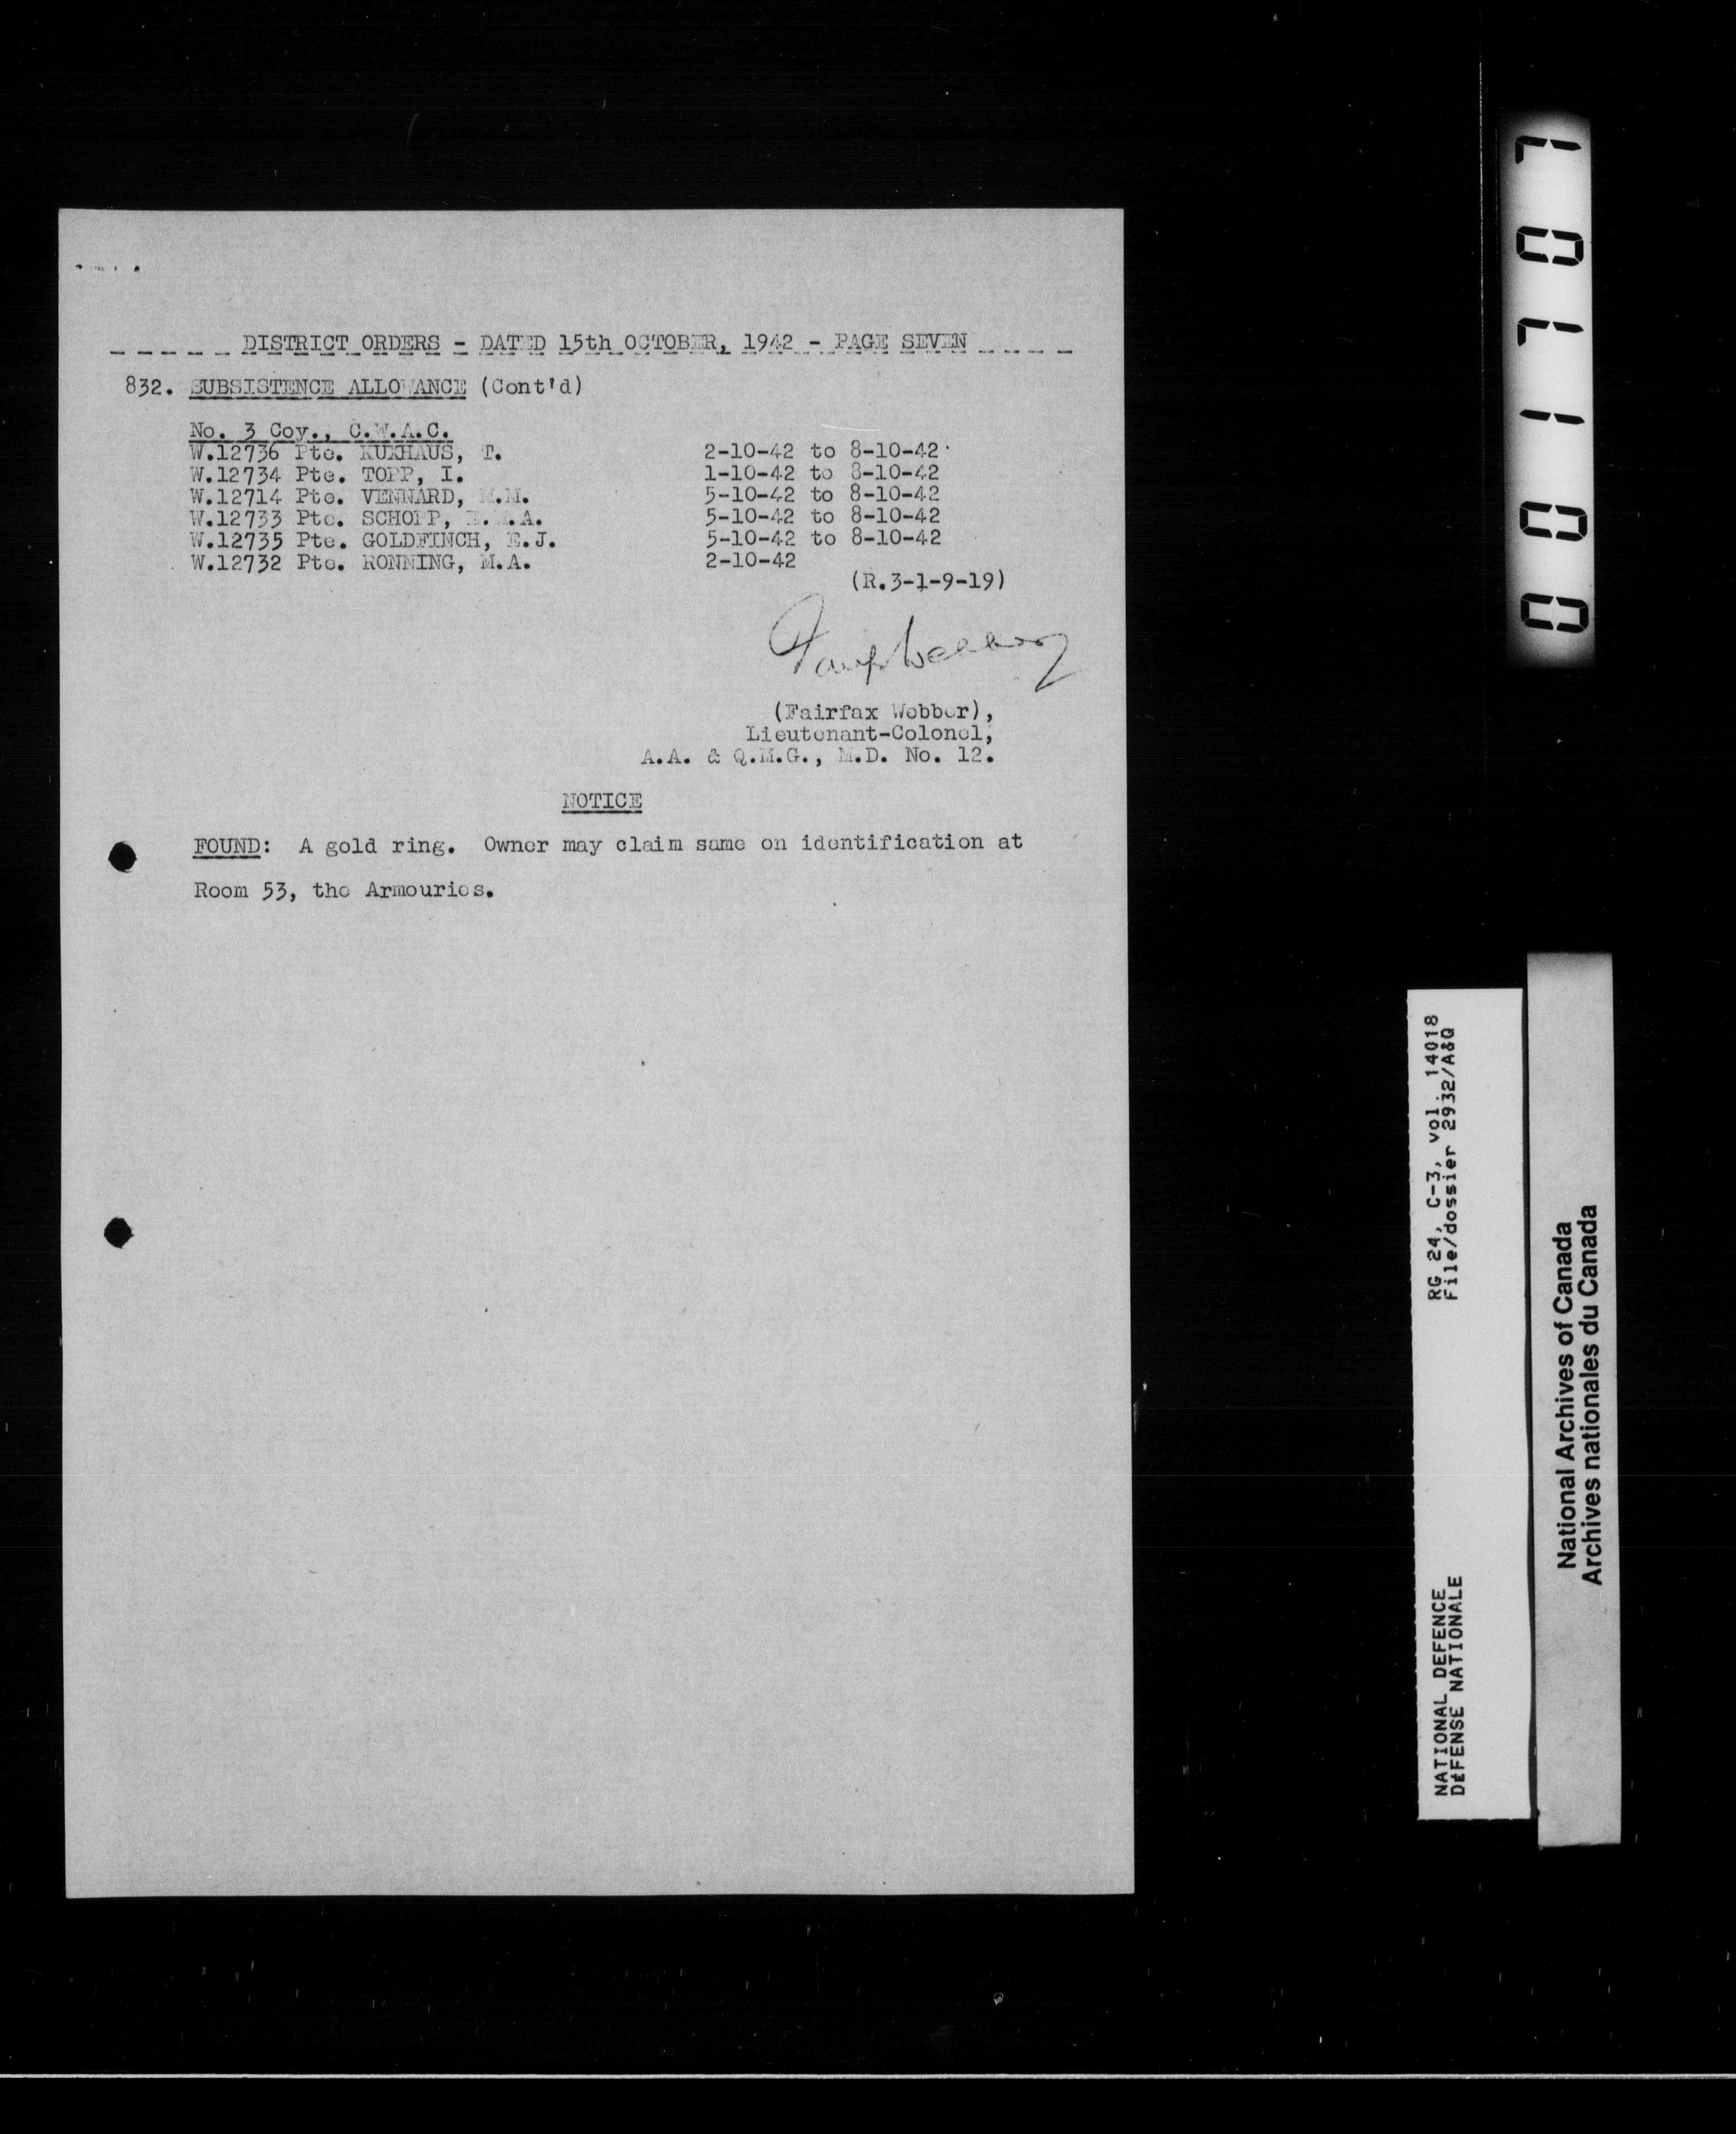 DISTRICT ORDERS - DATED 15th OCTOBER, 1942 - PAGE SEVEN
832. SUBSISTENCE ALLOWANCE (Cont'd)
No. 3 Coy., C.W.A.C.
W.12736 Pte. KUKHAUS, T. 2-10-42 to 8-10-42
W.12734 Pte. TOPP, I. 1-10-42 to 8-10-42
W.12714 Pte. VENNARD, 5-10-42 to 8-10-42
W.12733 Pte. SCHOPP, 5-10-42 to 8-10-42
W.12735 Pte. GOLDFINCH, E.J. 5-10-42 to 8-10-42
W.12732 Pte. RONNING, M.A. 2-10-42
(R.3-1-9-19)
(Fairfax Webber),
Lieutenant-Colonel,
A.A. & Q.M.G., M.D. No. 12.
NOTICE
FOUND: A gold ring. Owner may claim same on identification at
Room 53, the Armouries.
001707
RG 24, C-3, vol. 14018
File/dossier 2932/A&Q
NATIONAL DEFENCE
DÉFENSE NATIONALE
National Archives of Canada
Archives nationales du Canada